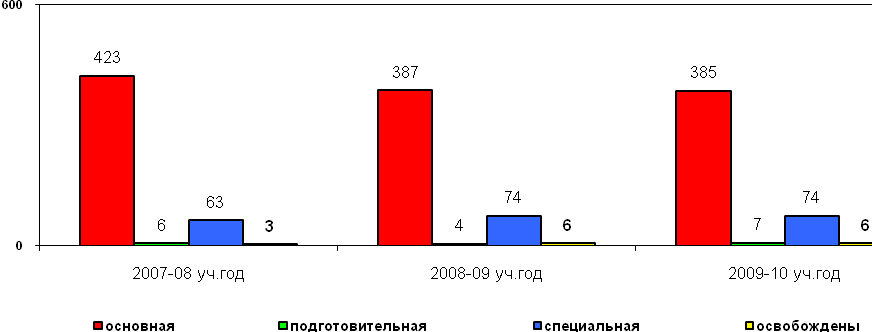 600
423
387
385
63
74
74
6
3
4
6
7
6
0
2007-08 уч.год
2008-09 уч.год
2009-10 уч.год
основная
подготовительная
специальная
освобождены